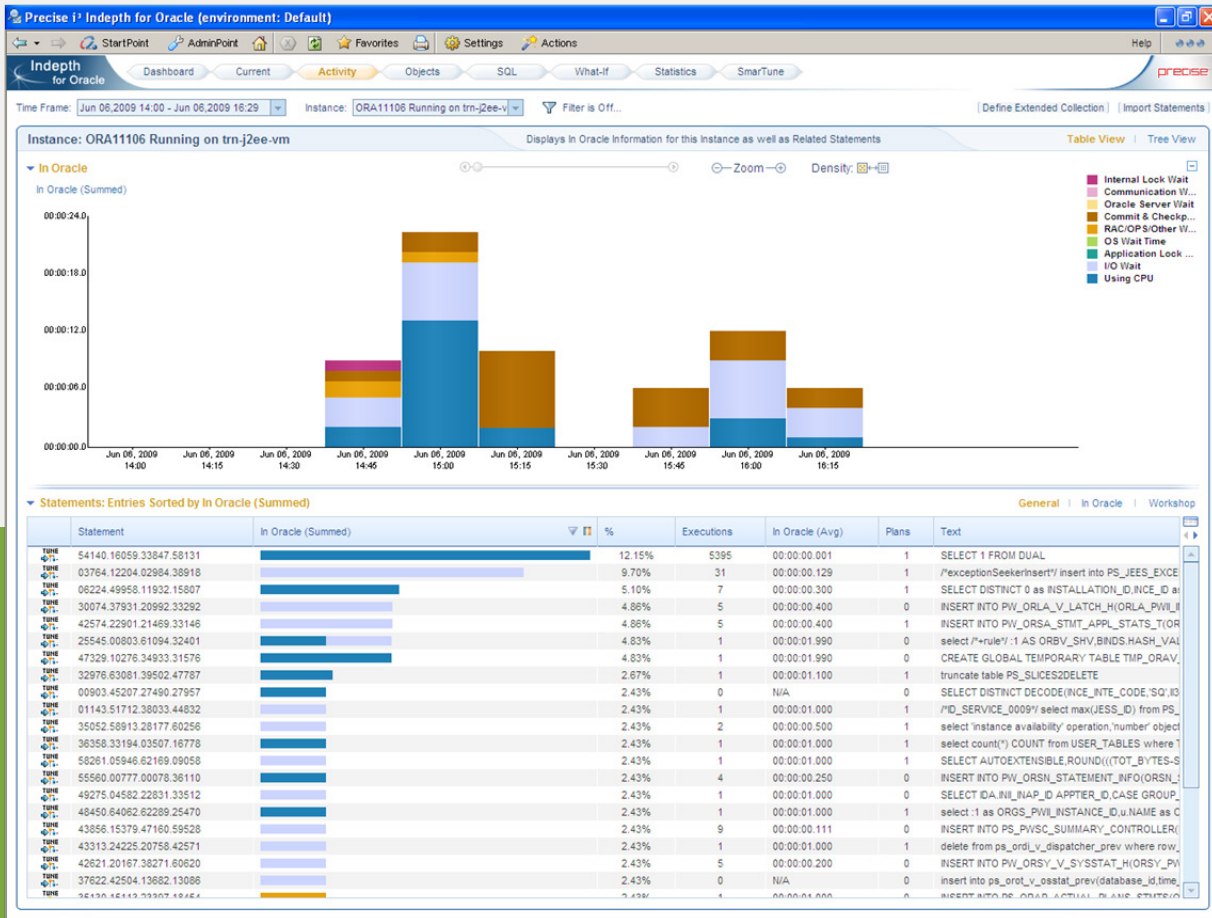 Precise i³ Indepth for Oracle (environment: Default)
StartPoint AdminPoint Favorites Settings Actions Help
Indepth for Oracle
Dashboard Current Activity Objects SQL What-If Statistics SmarTune
precise
Time Frame: Jun 06,2009 14:00 - Jun 06,2009 16:29 Instance: ORA11106 Running on trn-j2ee-v Filter is Off... [Define Extended Collection] [Import Statements]
Instance: ORA11106 Running on trn-j2ee-vm Displays In Oracle Information for this Instance as well as Related Statements Table View | Tree View
In Oracle Zoom Density:
In Oracle (Summed)
Internal Lock Wait
Communication W...
Oracle Server Wait
Commit & Checkp...
RAC/OPS/Other W...
OS Wait Time
Application Lock ...
I/O Wait
Using CPU
00:00:24.0
00:00:18.0
00:00:12.0
00:00:06.0
00:00:00.0
Jun 06, 2009 Jun 06, 2009 Jun 06, 2009 Jun 06, 2009 Jun 06, 2009 Jun 06, 2009 Jun 06, 2009 Jun 06, 2009 Jun 06, 2009 Jun 06, 2009
14:00 14:15 14:30 14:45 15:00 15:15 15:30 15:45 16:00 16:15
Statements: Entries Sorted by In Oracle (Summed) General | In Oracle | Workshop
Statement In Oracle (Summed) % Executions In Oracle (Avg) Plans Text
TUNE 54140.16059.33847.58131 12.15% 5395 00:00:00.001 1 SELECT 1 FROM DUAL
TUNE 03764.12204.02984.38918 9.70% 31 00:00:00.129 1 /*exceptionSeekerInsert*/ insert into PS_JEES_EXCE
TUNE 06224.49958.11932.15807 5.10% 7 00:00:00.300 1 SELECT DISTINCT 0 as INSTALLATION_ID,INCE_ID as
TUNE 30074.37931.20992.33292 4.86% 5 00:00:00.400 0 INSERT INTO PW_ORLA_V_LATCH_H(ORLA_PWII_I
TUNE 42574.22901.21469.33146 4.86% 5 00:00:00.400 1 INSERT INTO PW_ORSA_STMT_APPL_STATS_T(OR
TUNE 25545.00803.61094.32401 4.83% 1 00:00:01.990 0 select /*+rule*/ :1 AS ORBV_SHV,BINDS.HASH_VAL
TUNE 47329.10276.34933.31576 4.83% 1 00:00:01.990 0 CREATE GLOBAL TEMPORARY TABLE TMP_ORAV_
TUNE 32976.63081.39502.47787 2.67% 1 00:00:01.100 1 truncate table PS_SLICES2DELETE
TUNE 00903.45207.27490.27957 2.43% 0 N/A 0 SELECT DISTINCT DECODE(INCE_INTE_CODE,'SQ',II3
TUNE 01143.51712.38033.44832 2.43% 1 00:00:01.000 1 /*ID_SERVICE_0009*/ select max(JESS_ID) from PS_
TUNE 35052.58913.28177.60256 2.43% 2 00:00:00.500 1 select 'instance availability' operation,'number' object
TUNE 36358.33194.03507.16778 2.43% 1 00:00:01.000 1 select count(*) COUNT from USER_TABLES where T
TUNE 58261.05946.62169.09058 2.43% 1 00:00:01.000 1 SELECT AUTOEXTENSIBLE,ROUND(((TOT_BYTES-S
TUNE 55560.00777.00078.36110 2.43% 4 00:00:00.250 0 INSERT INTO PW_ORSN_STATEMENT_INFO(ORSN_
TUNE 49275.04582.22831.33512 2.43% 1 00:00:01.000 1 SELECT IDA.INII_INAP_ID APPTIER_ID,CASE GROUP_
TUNE 48450.64062.62289.25470 2.43% 1 00:00:01.000 1 select :1 as ORGS_PWII_INSTANCE_ID,u.NAME as O
TUNE 43856.15379.47160.59528 2.43% 9 00:00:00.111 0 INSERT INTO PS_PWSC_SUMMARY_CONTROLLER(
TUNE 43313.24225.20758.42571 2.43% 1 00:00:01.000 1 delete from ps_ordi_v_dispatcher_prev where row_
TUNE 42621.20167.38271.60620 2.43% 5 00:00:00.200 0 INSERT INTO PW_ORSY_V_SYSSTAT_H(ORSY_PW
TUNE 37622.42504.13682.13086 2.43% 0 N/A 0 insert into ps_orot_v_osstat_prev(database_id,time_
TUNE